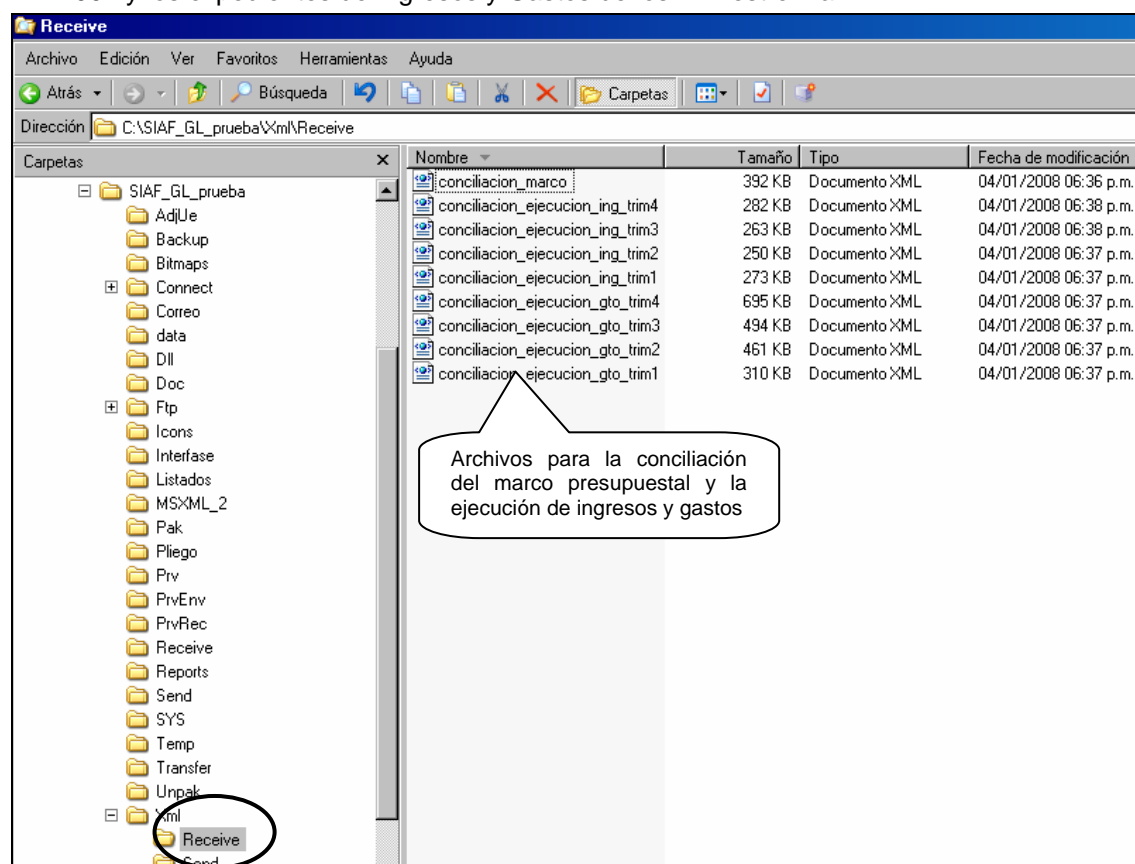 Receive
Archivo Edición Ver Favoritos Herramientas Ayuda
Atrás Búsqueda Carpetas
Dirección C:\SIAF_GL_prueba\Xml\Receive
Carpetas
SIAF_GL_prueba
AdjUe
Backup
Bitmaps
Connect
Correo
data
Dll
Doc
Ftp
Icons
Interfase
Listados
MSXML_2
Pak
Pliego
Prv
PrvEnv
PrvRec
Receive
Reports
Send
SYS
Temp
Transfer
Unpak
Xml
Receive
Send
Nombre Tamaño Tipo Fecha de modificación
conciliacion_marco 392 KB Documento XML 04/01/2008 06:36 p.m.
conciliacion_ejecucion_ing_trim4 282 KB Documento XML 04/01/2008 06:38 p.m.
conciliacion_ejecucion_ing_trim3 263 KB Documento XML 04/01/2008 06:38 p.m.
conciliacion_ejecucion_ing_trim2 250 KB Documento XML 04/01/2008 06:37 p.m.
conciliacion_ejecucion_ing_trim1 273 KB Documento XML 04/01/2008 06:37 p.m.
conciliacion_ejecucion_gto_trim4 695 KB Documento XML 04/01/2008 06:37 p.m.
conciliacion_ejecucion_gto_trim3 494 KB Documento XML 04/01/2008 06:37 p.m.
conciliacion_ejecucion_gto_trim2 461 KB Documento XML 04/01/2008 06:37 p.m.
conciliacion_ejecucion_gto_trim1 310 KB Documento XML 04/01/2008 06:37 p.m.
Archivos para la conciliación
del marco presupuestal y la
ejecución de ingresos y gastos